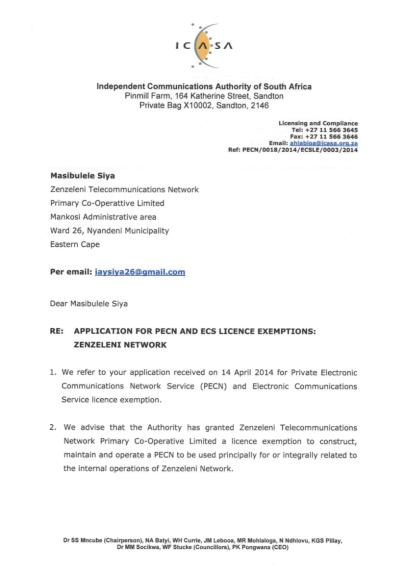 ICASA
Independent Communications Authority of South Africa
Pinmill Farm, 164 Katherine Street, Sandton
Private Bag X10002, Sandton, 2146
Licensing and Compliance
Tel: +27 11 566 3645
Fax: +27 11 566 3646
Email: @icasa.org.za
Ref: PECN/0018/2014/ECSLE/0003/2014
Masibulele Siya
Zenzeleni Telecommunications Network
Primary Co-Operattive Limited
Mankosi Administrative area
Ward 26, Nyandeni Municipality
Eastern Cape
Per email: jaysiya26@gmail.com
Dear Masibulele Siya
RE: APPLICATION FOR PECN AND ECS LICENCE EXEMPTIONS:
ZENZELENI NETWORK
1. We refer to your application received on 14 April 2014 for Private Electronic
Communications Network Service (PECN) and Electronic Communications
Service licence exemption.
2. We advise that the Authority has granted Zenzeleni Telecommunications
Network Primary Co-Operative Limited a licence exemption to construct,
maintain and operate a PECN to be used principally for or integrally related to
the internal operations of Zenzeleni Network.
Dr SS Mncube (Chairperson), NA Batyi, WH Currie, JM Lebooa, MR Mohlaloga, N Ndhlovu, KGS Pillay,
Dr MM Socikwa, WF Stucke (Councillors), PK Pongwana (CEO)